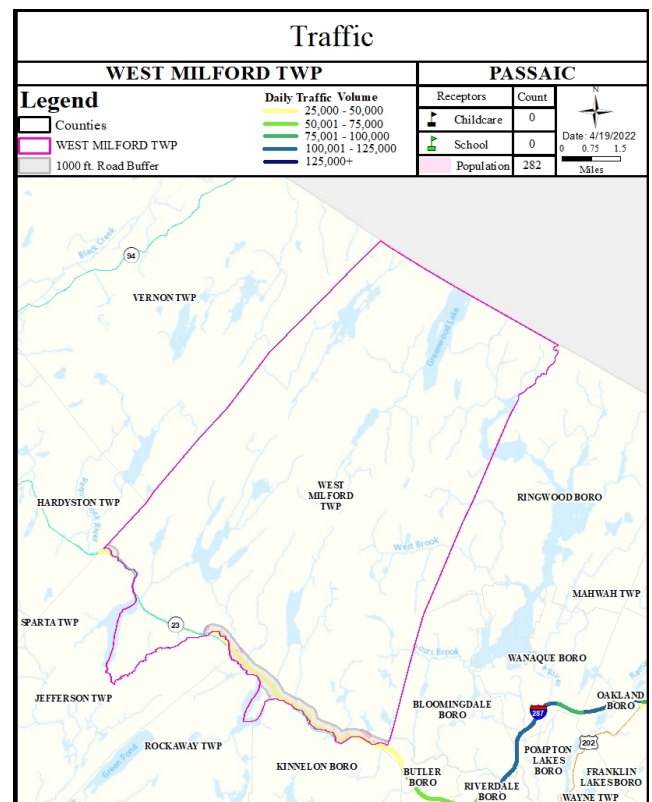 Traffic
WEST MILFORD TWP
PASSAIC
Legend
Counties
WEST MILFORD TWP
1000 ft. Road Buffer
Daily Traffic Volume
25,000 - 50,000
50,001 - 75,000
75,001 - 100,000
100,001 - 125,000
125,000+
Receptors Count
Childcare 0
School 0
Population 282
N
Date: 4/19/2022
0 0.75 1.5
Miles
Black Creek
94
VERNON TWP
Greenwood Lake
WEST
MILFORD
TWP
HARDYSTON TWP
River
RINGWOOD BORO
West Brook
MAHWAH TWP
SPARTA TWP
23
Brook
WANAQUE BORO
JEFFERSON TWP
BLOOMINGDALE
BORO
OAKLAND
BORO
287
202
ROCKAWAY TWP
Green Pond
KINNELON BORO
BUTLER
BORO
RIVERDALE
BORO
POMPTON
LAKES
BORO
FRANKLIN
LAKES BORO
WAYNE TWP